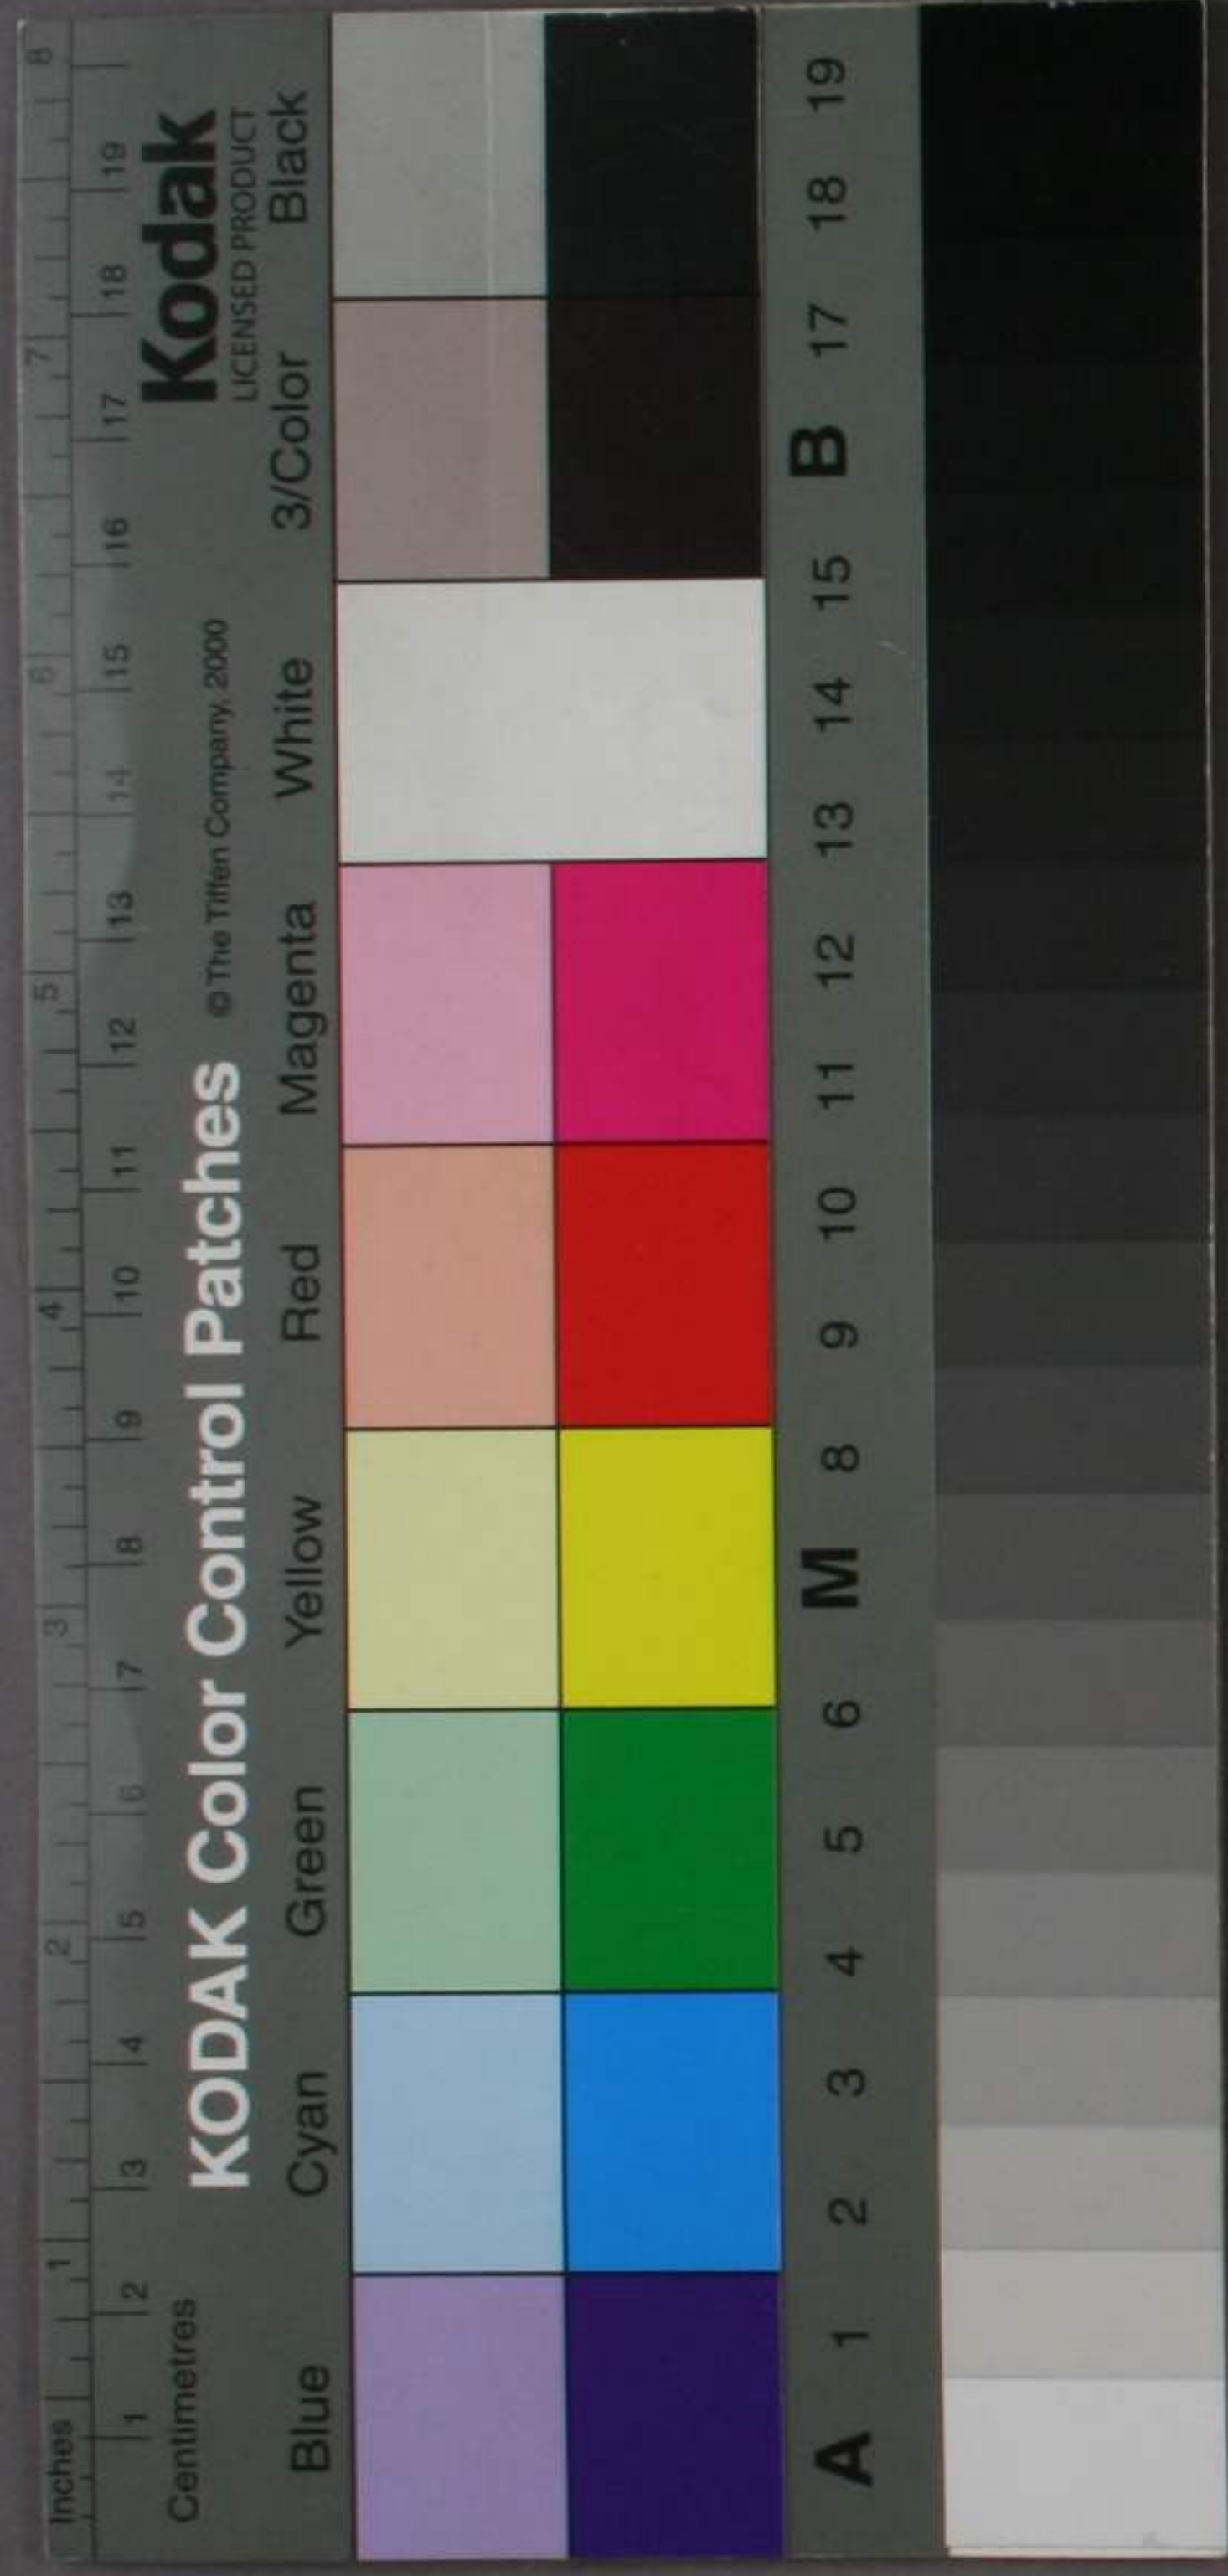 Inches 1 2 3 4 5 6 7 8
Centimetres 1 2 3 4 5 6 7 8 9 10 11 12 13 14 15 16 17 18 19
KODAK Color Control Patches © The Tiffen Company, 2000
Kodak
LICENSED PRODUCT
Blue Cyan Green Yellow Red Magenta White 3/Color Black
A 1 2 3 4 5 6 M 8 9 10 11 12 13 14 15 B 17 18 19